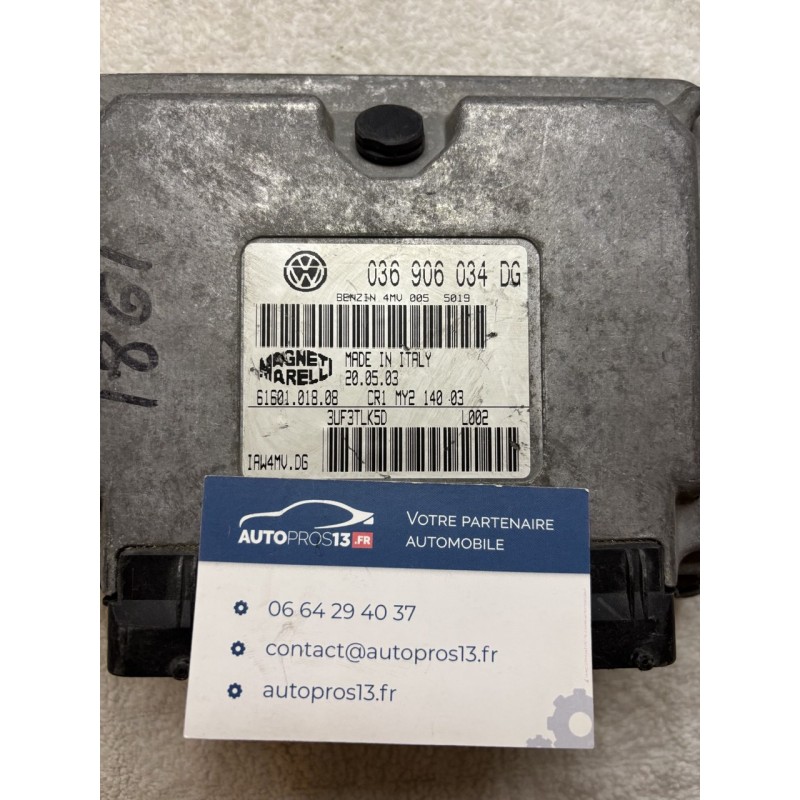 1861
036 906 034 DG
BENZIN 4MV 005 5019
MAGNETI MARELLI
MADE IN ITALY
20.05.03
61601.018.08 CR1 MY2 140 03
3UF3TLK5D L002
IAW4MV.DG
AUTOPROS13.FR
VOTRE PARTENAIRE
AUTOMOBILE
06 64 29 40 37
contact@autopros13.fr
autopros13.fr